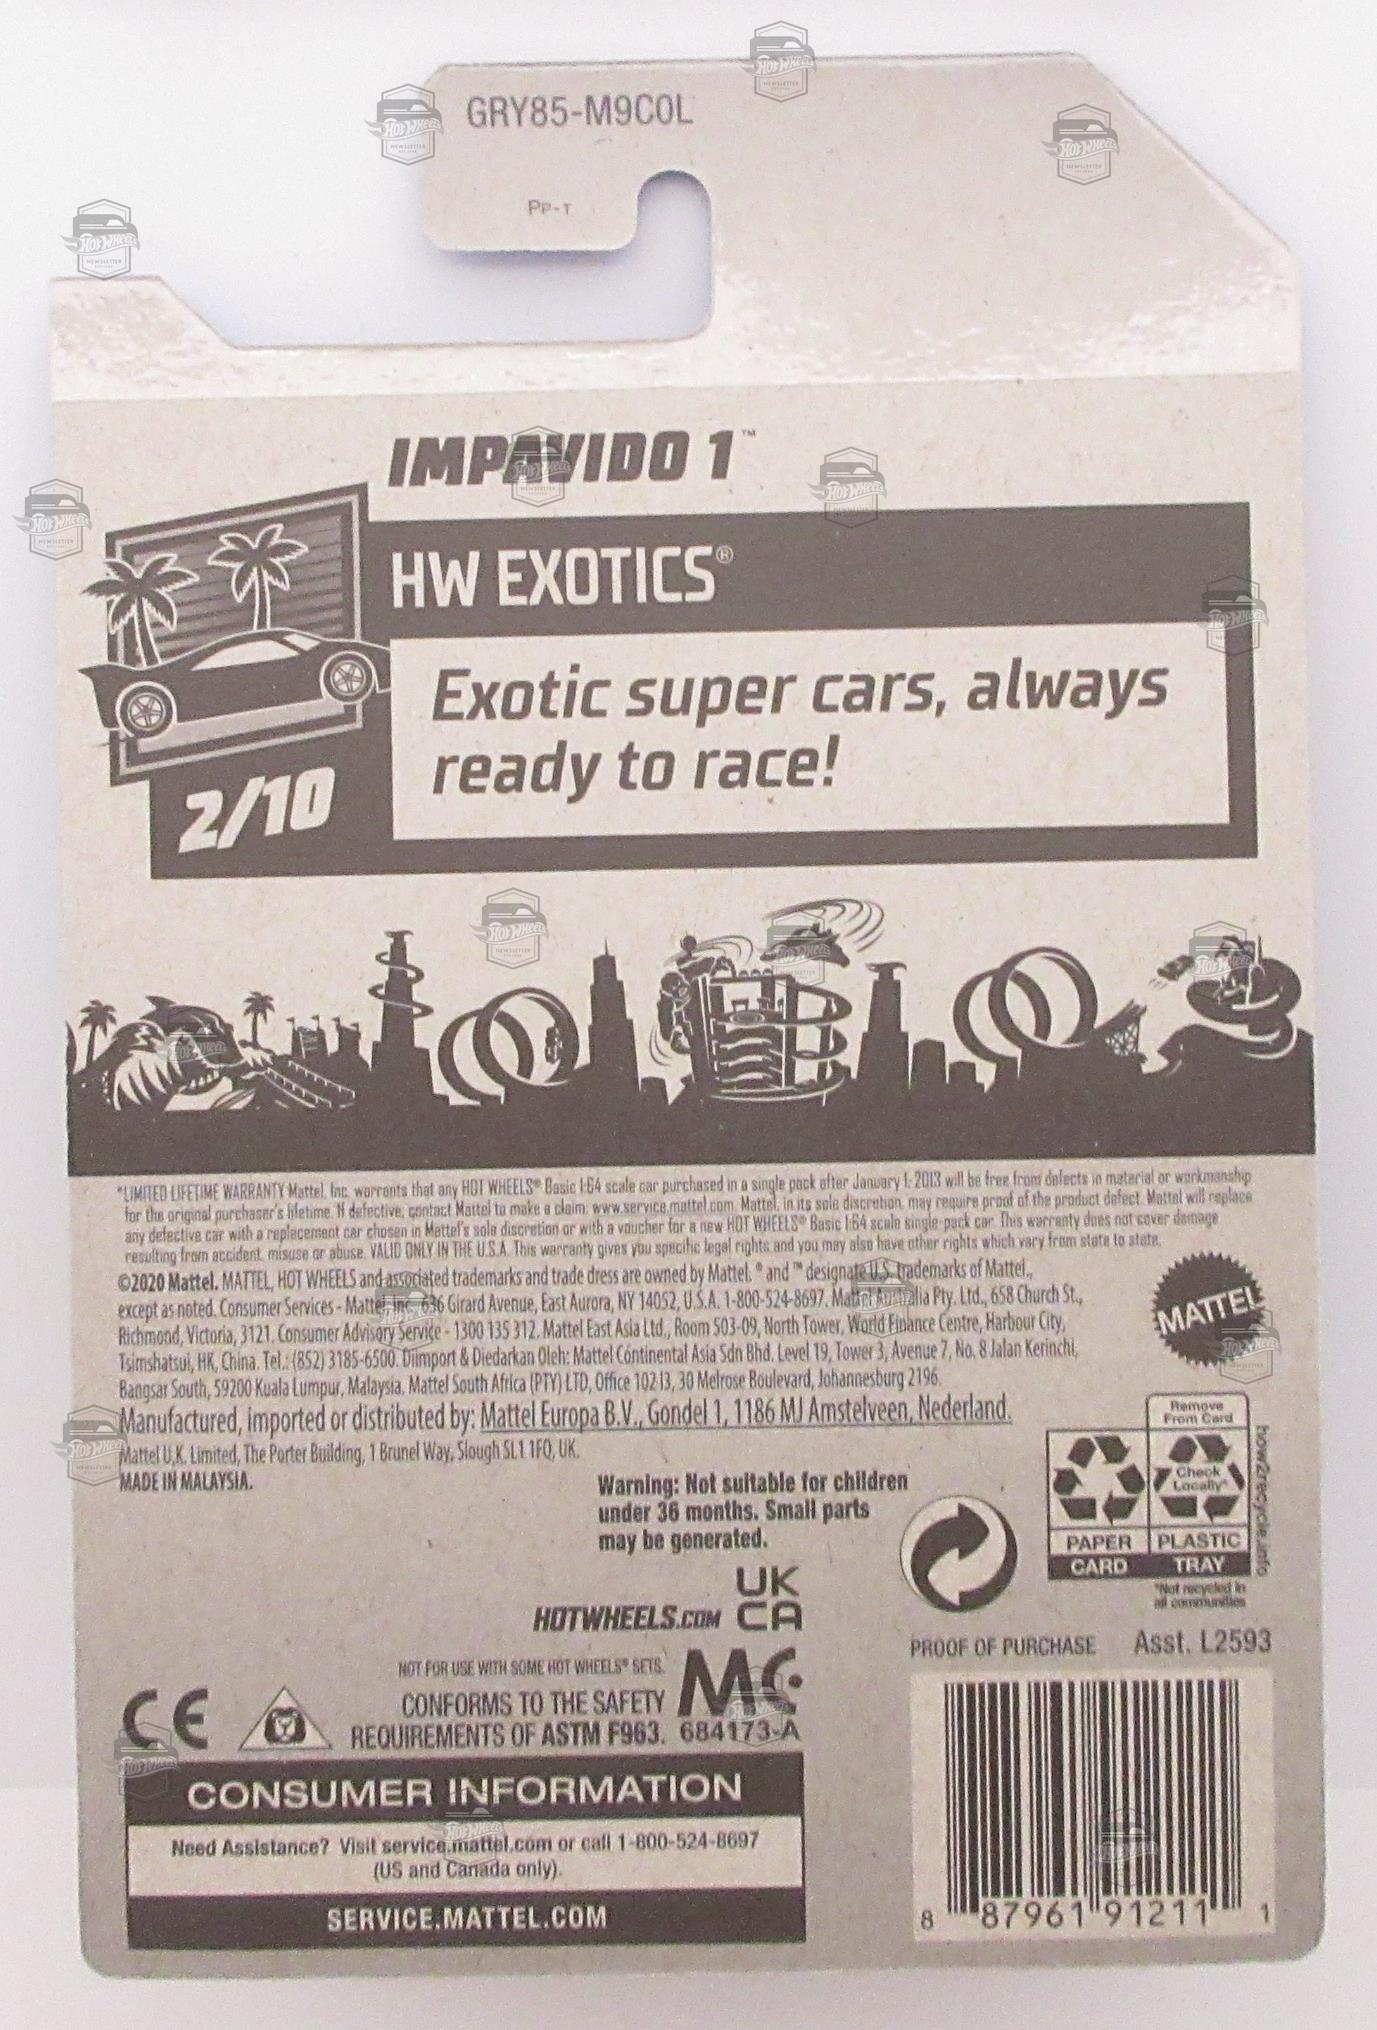 GRY85-M9C0L
PP-T
IMPAVIDO 1™
HW EXOTICS®
Exotic super cars, always
ready to race!
2/10
*LIMITED LIFETIME WARRANTY Mattel, Inc. warrants that any HOT WHEELS® Basic 1:64 scale car purchased in a single pack after January 1, 2013 will be free from defects in material or workmanship
for the original purchaser's lifetime. If defective, contact Mattel to make a claim: www.service.mattel.com. Mattel, in its sole discretion, may require proof of the product defect. Mattel will replace
any defective car with a replacement car chosen in Mattel's sole discretion or with a voucher for a new HOT WHEELS® Basic 1:64 scale single-pack car. This warranty does not cover damage
resulting from accident, misuse or abuse. VALID ONLY IN THE U.S.A. This warranty gives you specific legal rights and you may also have other rights which vary from state to state.
©2020 Mattel. MATTEL, HOT WHEELS and associated trademarks and trade dress are owned by Mattel. ® and ™ designate U.S. trademarks of Mattel,
except as noted. Consumer Services - Mattel, Inc., 636 Girard Avenue, East Aurora, NY 14052, U.S.A. 1-800-524-8697. Mattel Australia Pty. Ltd., 658 Church St.,
Richmond, Victoria, 3121. Consumer Advisory Service - 1300 135 312. Mattel East Asia Ltd., Room 503-09, North Tower, World Finance Centre, Harbour City,
Tsimshatsui, HK, China. Tel.: (852) 3185-6500. Diimport & Diedarkan Oleh: Mattel Continental Asia Sdn Bhd. Level 19, Tower 3, Avenue 7, No. 8 Jalan Kerinchi,
Bangsar South, 59200 Kuala Lumpur, Malaysia. Mattel South Africa (PTY) LTD, Office 102 I3, 30 Melrose Boulevard, Johannesburg 2196.
Manufactured, imported or distributed by: Mattel Europa B.V., Gondel 1, 1186 MJ Amstelveen, Nederland.
Mattel U.K. Limited, The Porter Building, 1 Brunel Way, Slough SL1 1FQ, UK.
MADE IN MALAYSIA.
MATTEL
Warning: Not suitable for children
under 36 months. Small parts
may be generated.
Remove
From Card
Check
Locally*
PAPER
PLASTIC
CARD
TRAY
*Not recycled in
all communities
how2recycle.info
UK
CA
HOTWHEELS.COM
PROOF OF PURCHASE
Asst. L2593
NOT FOR USE WITH SOME HOT WHEELS® SETS.
CE
CONFORMS TO THE SAFETY
REQUIREMENTS OF ASTM F963.
MC
684173-A
CONSUMER INFORMATION
Need Assistance? Visit service.mattel.com or call 1-800-524-8697
(US and Canada only).
SERVICE.MATTEL.COM
8 87961 91211 1